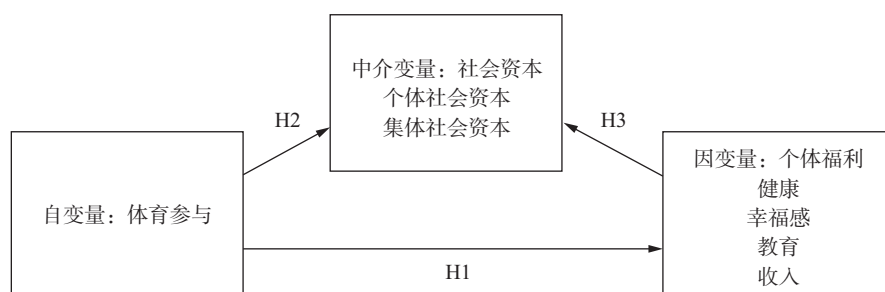 中介变量：社会资本
个体社会资本
集体社会资本
H2
H3
自变量：体育参与
因变量：个体福利
健康
幸福感
教育
收入
H1